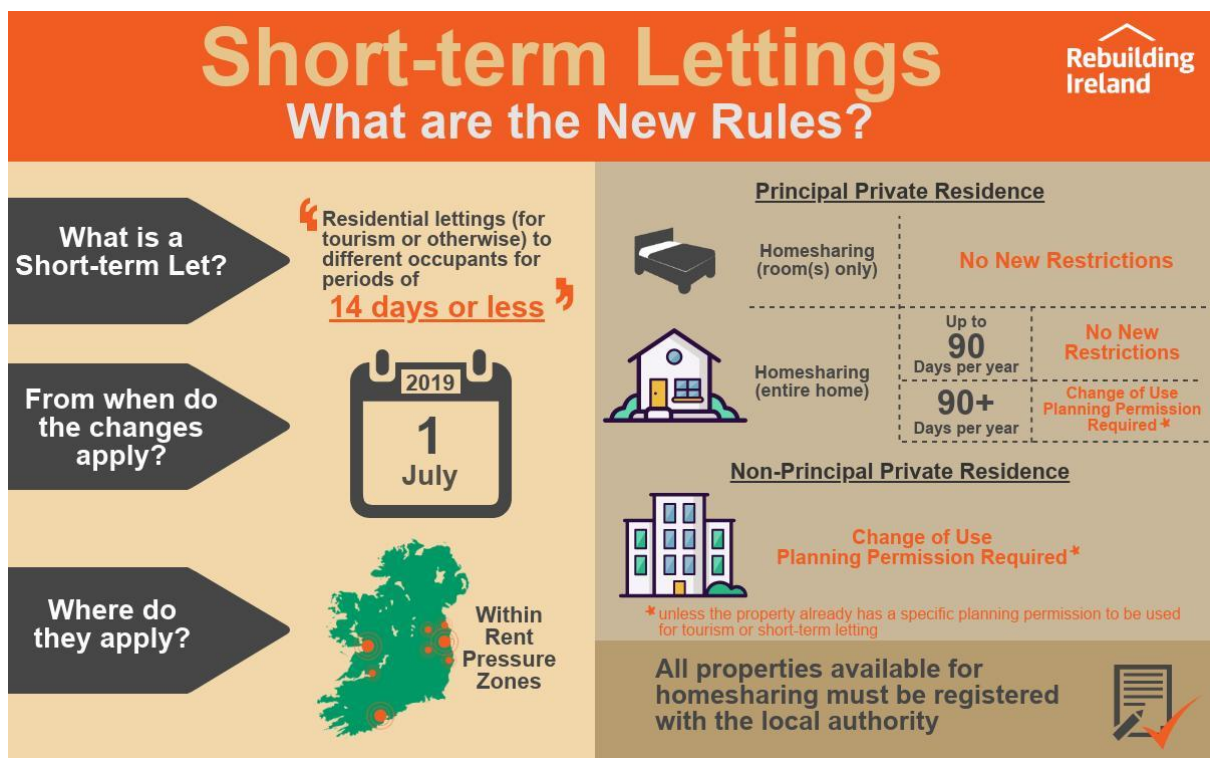 Short-term Lettings
What are the New Rules?
Rebuilding
Ireland
What is a
Short-term Let?
“
Residential lettings (for
tourism or otherwise) to
different occupants for
periods of
14 days or less
”
From when do
the changes
apply?
2019
1
July
Where do
they apply?
Within
Rent
Pressure
Zones
Principal Private Residence
Homesharing
(room(s) only)
No New Restrictions
Homesharing
(entire home)
Up to
90
Days per year
No New
Restrictions
90+
Days per year
Change of Use
Planning Permission
Required*
Non-Principal Private Residence
Change of Use
Planning Permission Required*
* unless the property already has a specific planning permission to be used
for tourism or short-term letting
All properties available for
homesharing must be registered
with the local authority